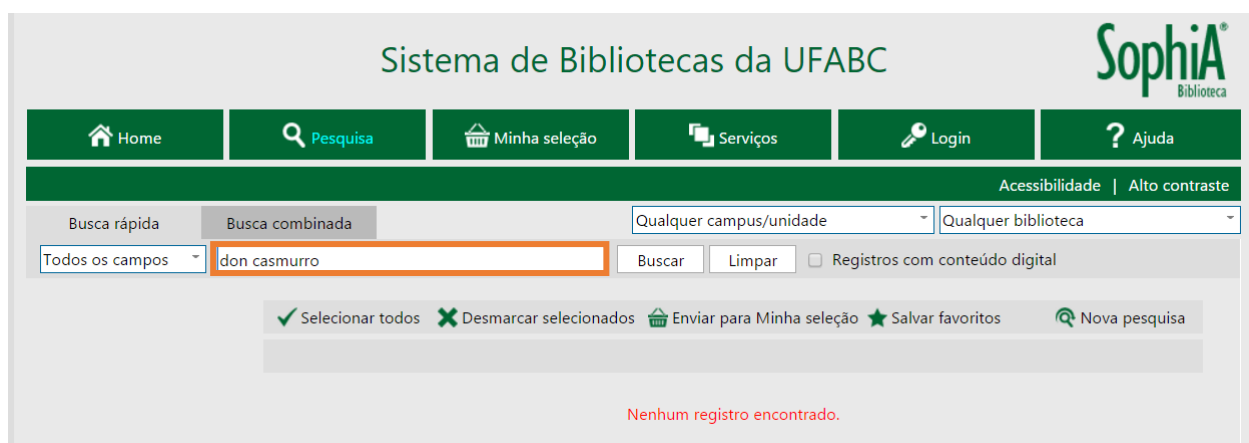 Sistema de Bibliotecas da UFABC
SophiA®
Biblioteca
Home Pesquisa Minha seleção Serviços Login ? Ajuda
Acessibilidade | Alto contraste
Busca rápida Busca combinada Qualquer campus/unidade Qualquer biblioteca
Todos os campos don casmurro Buscar Limpar Registros com conteúdo digital
Selecionar todos Desmarcar selecionados Enviar para Minha seleção Salvar favoritos Nova pesquisa
Nenhum registro encontrado.